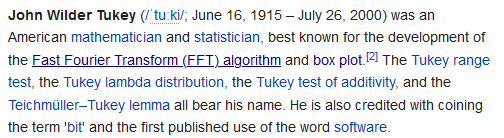 John Wilder Tukey (/ˈtuːki/; June 16, 1915 – July 26, 2000) was an
American mathematician and statistician, best known for the development of
the Fast Fourier Transform (FFT) algorithm and box plot.[2] The Tukey range
test, the Tukey lambda distribution, the Tukey test of additivity, and the
Teichmüller–Tukey lemma all bear his name. He is also credited with coining
the term 'bit' and the first published use of the word software.